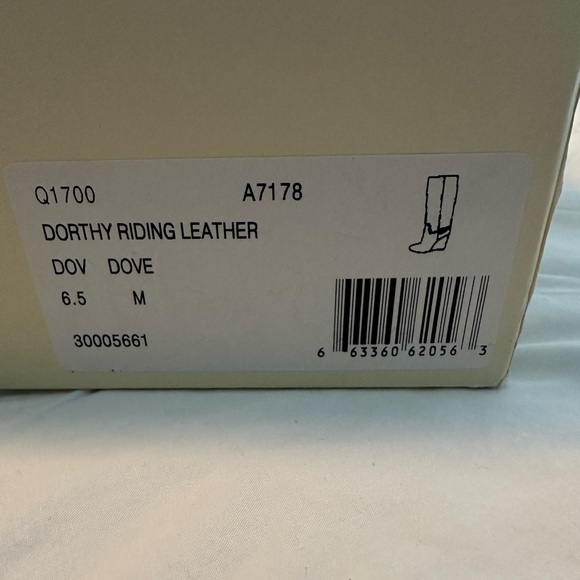 Q1700 A7178
DORTHY RIDING LEATHER
DOV DOVE
6.5 M
30005661
6 63360 62056 3